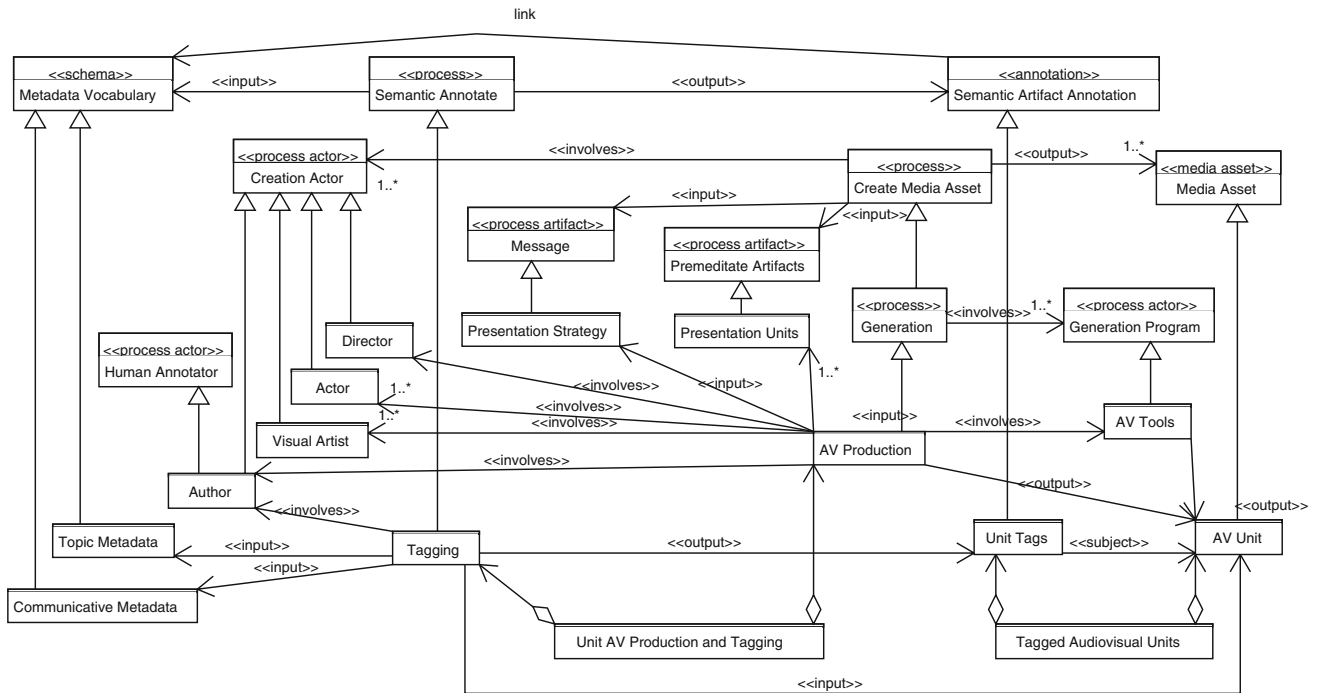 link
<<schema>>
Metadata Vocabulary
<<input>>
<<process>>
Semantic Annotate
<<output>>
<<annotation>>
Semantic Artifact Annotation
<<process actor>>
Creation Actor
1..*
<<involves>>
<<process>>
Create Media Asset
<<output>>
1..*
<<media asset>>
Media Asset
<<input>>
<<input>>
<<process artifact>>
Message
<<process artifact>>
Premeditate Artifacts
<<process>>
Generation
<<involves>>
1..*
<<process actor>>
Generation Program
Presentation Strategy
Presentation Units
Director
<<process actor>>
Human Annotator
Actor
1..*
<<involves>>
<<input>>
1..*
<<involves>>
1..*
<<involves>>
<<input>>
<<involves>>
AV Tools
Visual Artist
AV Production
<<involves>>
Author
<<output>>
<<output>>
<<involves>>
Topic Metadata
<<input>>
Tagging
<<output>>
Unit Tags
<<subject>>
AV Unit
<<input>>
Communicative Metadata
Unit AV Production and Tagging
Tagged Audiovisual Units
<<input>>